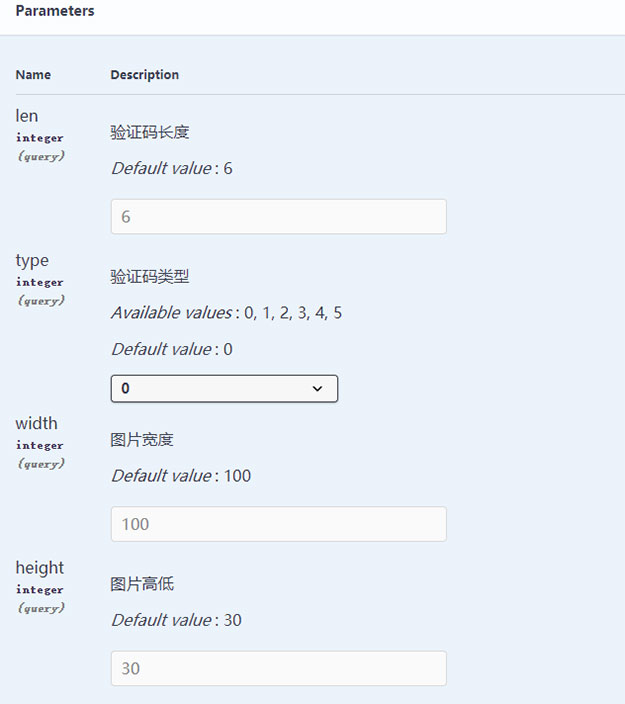 Parameters
Name Description
len
integer
(query)
验证码长度
Default value : 6
6
type
integer
(query)
验证码类型
Available values : 0, 1, 2, 3, 4, 5
Default value : 0
0
width
integer
(query)
图片宽度
Default value : 100
100
height
integer
(query)
图片高低
Default value : 30
30